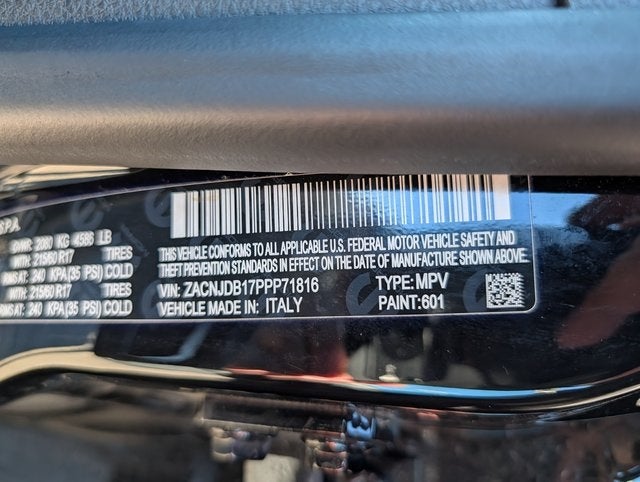 S.P.A.
GVWR: 2080 KG 4586 LB
WITH: 215/60 R17 TIRES
RIMS AT: 240 KPA (35 PSI) COLD
WITH: 215/60 R17 TIRES
RIMS AT: 240 KPA (35 PSI) COLD
THIS VEHICLE CONFORMS TO ALL APPLICABLE U.S. FEDERAL MOTOR VEHICLE SAFETY
AND THEFT PREVENTION STANDARDS IN EFFECT ON THE DATE OF MANUFACTURE SHOWN ABOVE.
VIN: ZACNJDB17PPP71816 TYPE: MPV
VEHICLE MADE IN: ITALY PAINT: 601